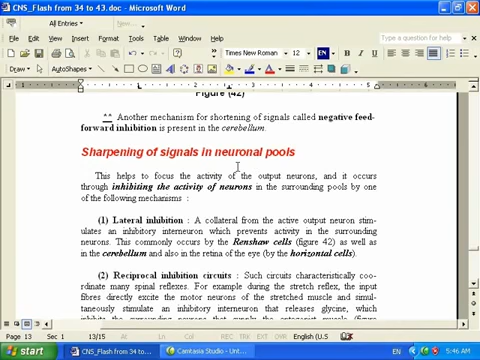 CNS_Flash from 34 to 43.doc - Microsoft Word
All Entries
File Edit View Insert Format Tools Table Window Help
Type a question for help
Times New Roman 12 EN
Draw AutoShapes
Figure (42)
^^ Another mechanism for shortening of signals called negative feed-
forward inhibition is present in the cerebellum
Sharpening of signals in neuronal pools
This helps to focus the activity of the output neurons, and it occurs
through inhibiting the activity of neurons in the surrounding pools by one
of the following mechanisms :
(1) Lateral inhibition : A collateral from the active output neuron stim-
ulates an inhibitory interneuron which prevents activity in the surrounding
neurons. This commonly occurs by the Renshaw cells (figure 42) as well as
in the cerebellum and also in the retina of the eye (by the horizontal cells).
(2) Reciprocal inhibition circuits : Such circuits characteristically coo-
ordinate many spinal reflexes. For example during the stretch reflex, the input
fibres directly excite the motor neurons of the stretched muscle and simul-
taneously stimulate an inhibitory interneuron that releases glycine, which
Page 13 Sec 1 13/15 At Ln Col REC TRK EXT OVR English (U.S
start CNS_Flash from 34 to... Camtasia Studio - Unt... EN 5:46 AM